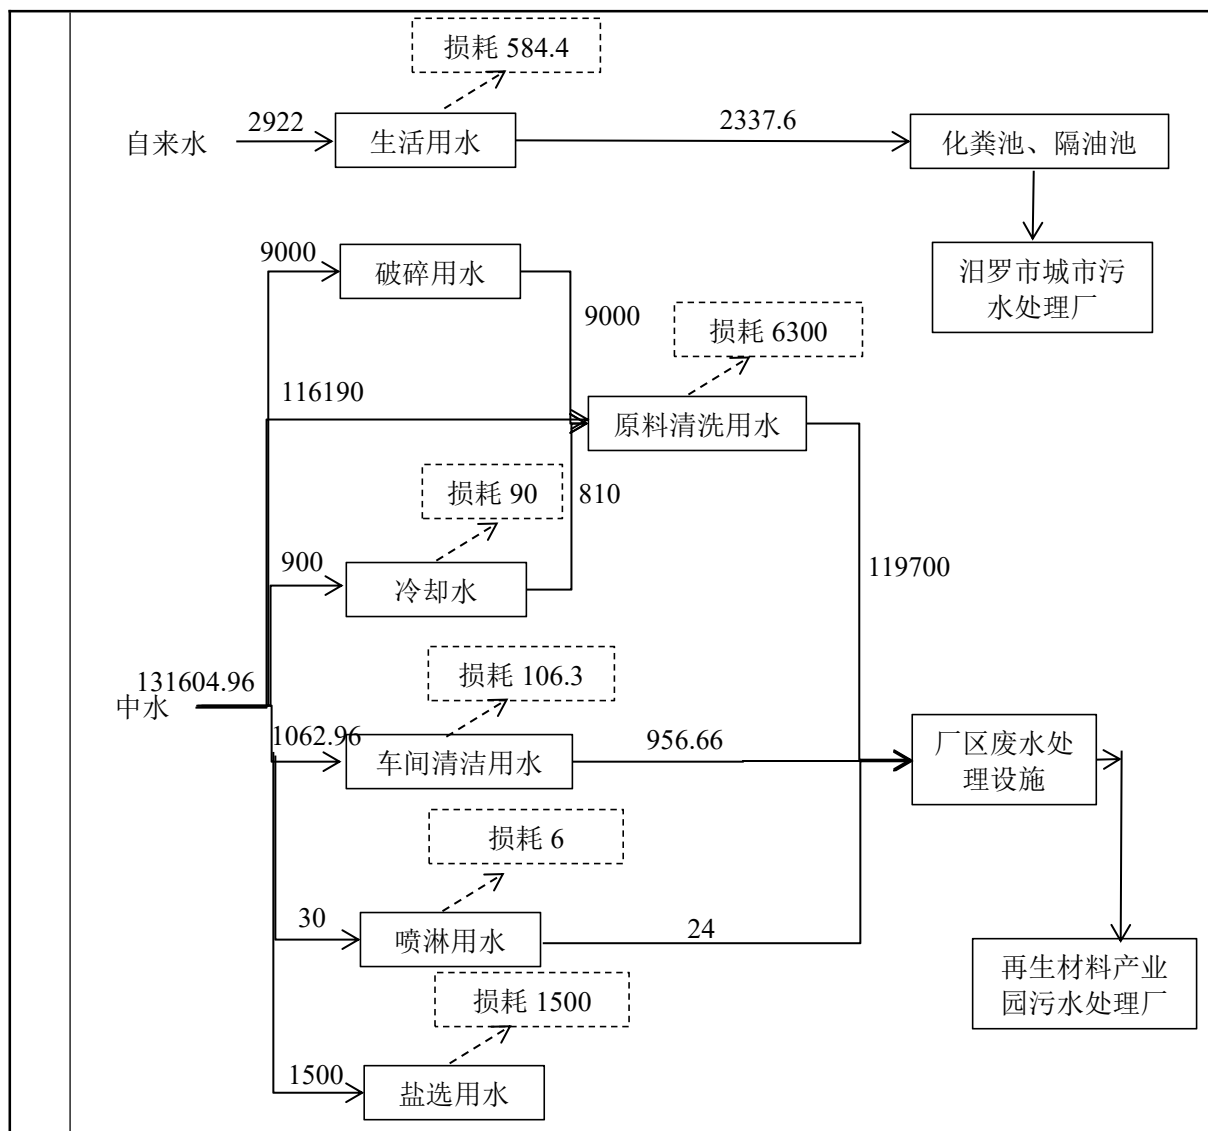 损耗 584.4
自来水
2922
生活用水
2337.6
化粪池、隔油池
汨罗市城市污
水处理厂
9000
破碎用水
9000
损耗 6300
116190
原料清洗用水
损耗 90
810
900
冷却水
119700
损耗 106.3
131604.96
中水
1062.96
车间清洁用水
956.66
厂区废水处
理设施
损耗 6
30
喷淋用水
24
再生材料产业
园污水处理厂
损耗 1500
1500
盐选用水